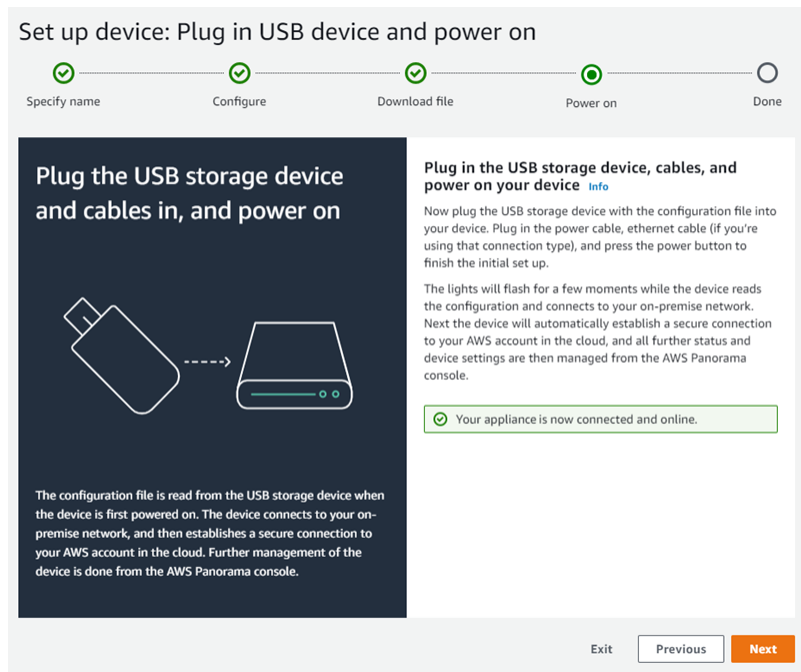 Set up device: Plug in USB device and power on
Specify name
Configure
Download file
Power on
Done
Plug the USB storage device
and cables in, and power on
The configuration file is read from the USB storage device when
the device is first powered on. The device connects to your on-
premise network, and then establishes a secure connection to
your AWS account in the cloud. Further management of the
device is done from the AWS Panorama console.
Plug in the USB storage device, cables, and
power on your device Info
Now plug the USB storage device with the configuration file into
your device. Plug in the power cable, ethernet cable (if you're
using that connection type), and press the power button to
finish the initial set up.
The lights will flash for a few moments while the device reads
the configuration and connects to your on-premise network.
Next the device will automatically establish a secure connection
to your AWS account in the cloud, and all further status and
device settings are then managed from the AWS Panorama
console.
Your appliance is now connected and online.
Exit
Previous
Next